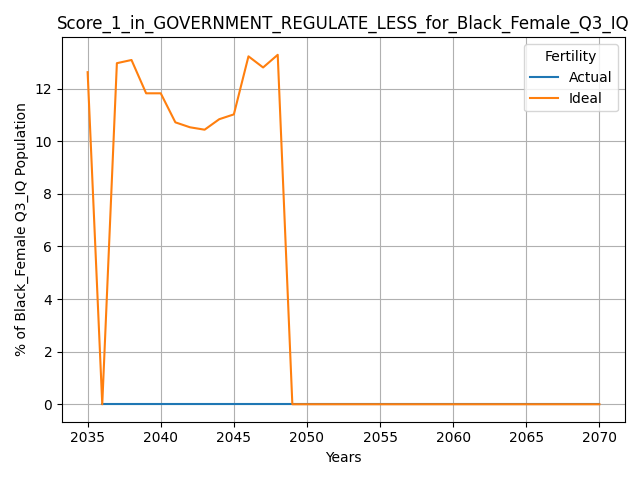 Score_1_in_GOVERNMENT_REGULATE_LESS_for_Black_Female_Q3_IQ
Fertility
Actual
Ideal
% of Black_Female Q3_IQ Population
12
10
8
6
4
2
0
2035 2040 2045 2050 2055 2060 2065 2070
Years